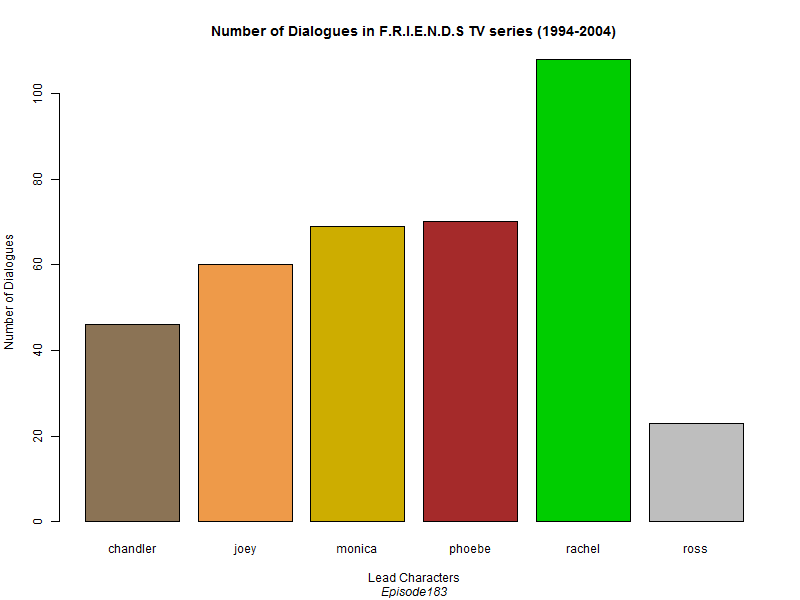 Number of Dialogues in F.R.I.E.N.D.S TV series (1994-2004)
Number of Dialogues
100
80
60
40
20
0
chandler joey monica phoebe rachel ross
Lead Characters
Episode183